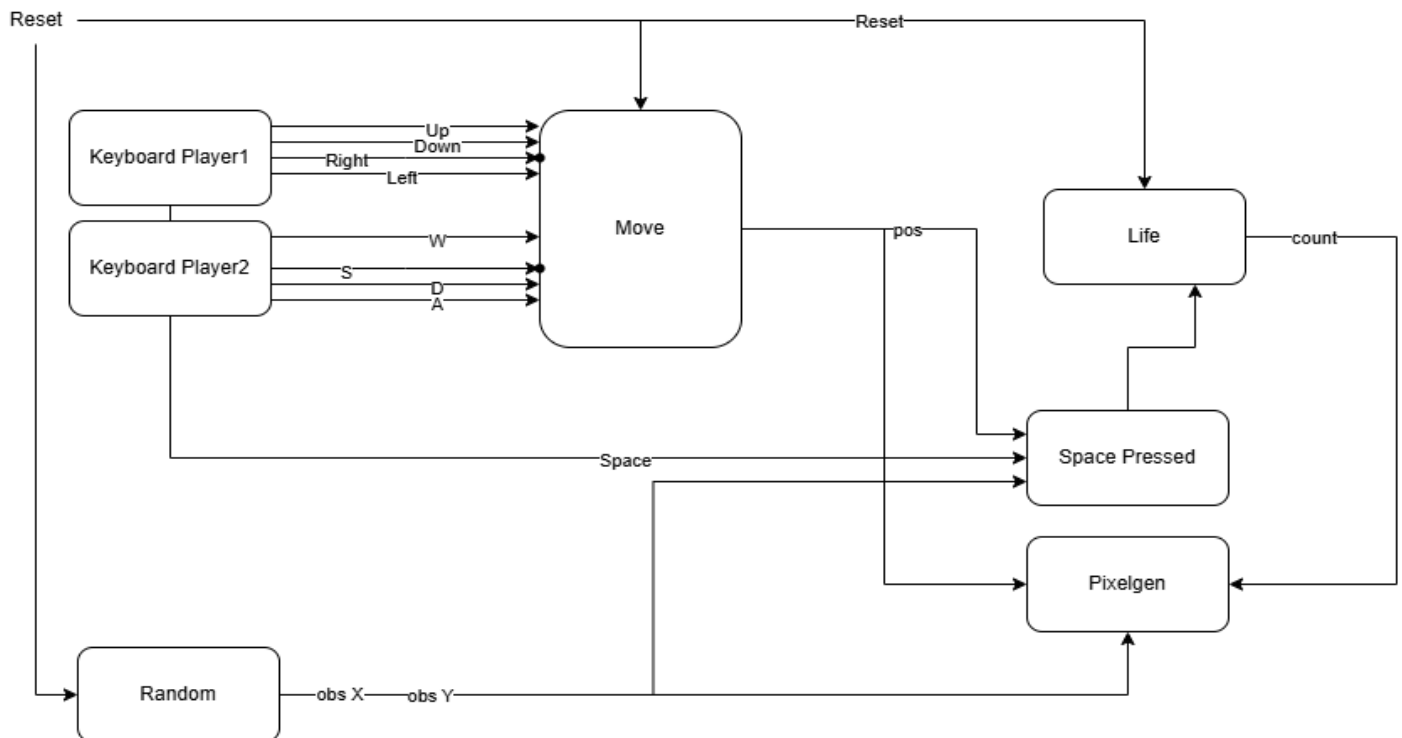 Reset
Reset
Keyboard Player1
Up
Down
Right
Left
Keyboard Player2
W
S
D
A
Move
pos
Life
count
Space
Space Pressed
Pixelgen
Random
obs X
obs Y